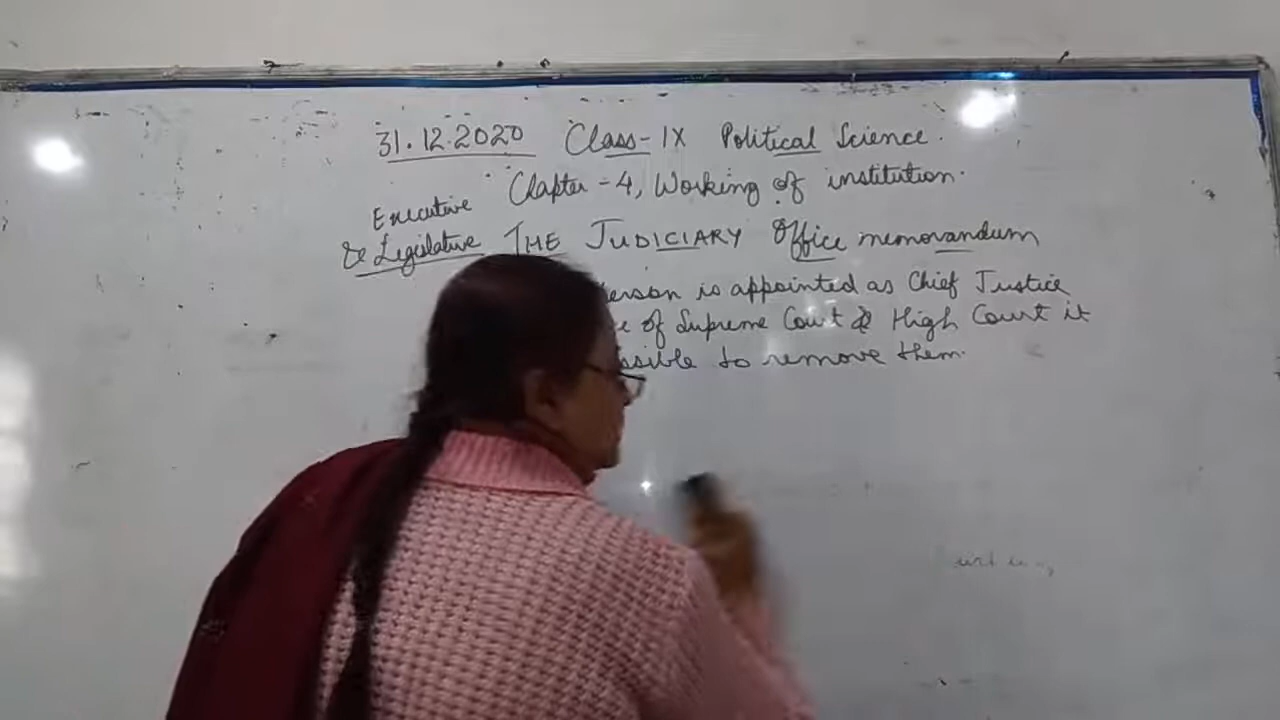 31.12.2020 Class-IX Political Science.
Chapter-4, Working of institution.
Executive
& Legislative THE JUDICIARY Office memorandum
erson is appointed as Chief Justice
e of Supreme Court & High Court it
ssible to remove them.